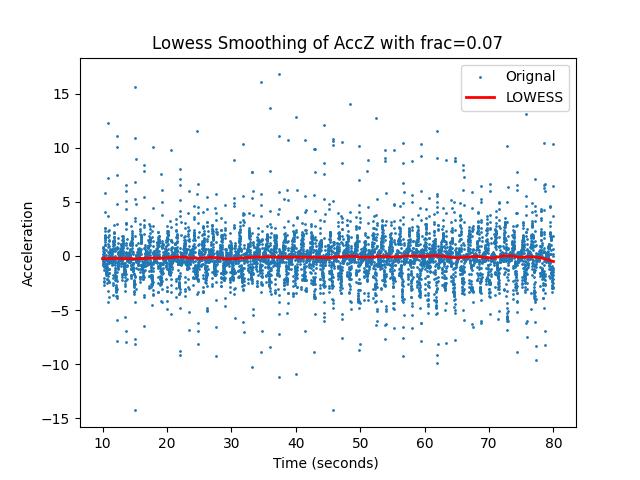 Lowess Smoothing of AccZ with frac=0.07
Orignal
LOWESS
15
10
5
0
−5
−10
−15
Acceleration
10 20 30 40 50 60 70 80
Time (seconds)